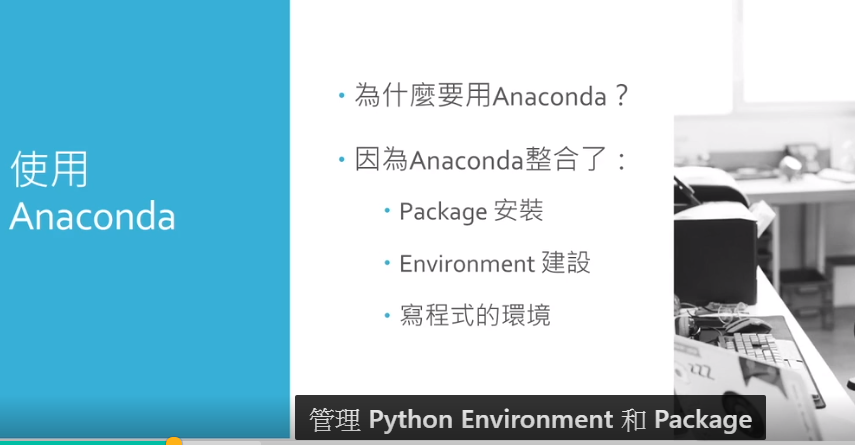 使用
Anaconda
• 為什麼要用Anaconda？
• 因為Anaconda整合了：
• Package 安裝
• Environment 建設
• 寫程式的環境
管理 Python Environment 和 Package